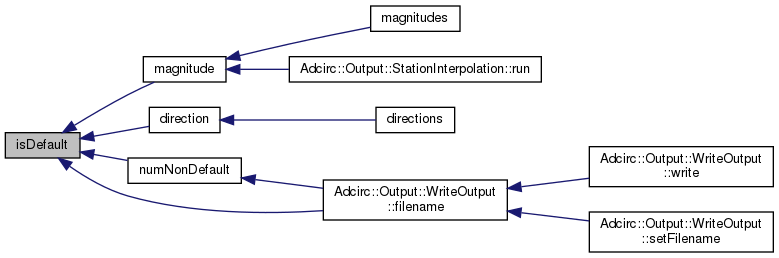 magnitudes
magnitude
Adcirc::Output::StationInterpolation::run
direction
directions
isDefault
numNonDefault
Adcirc::Output::WriteOutput
::filename
Adcirc::Output::WriteOutput
::write
Adcirc::Output::WriteOutput
::setFilename